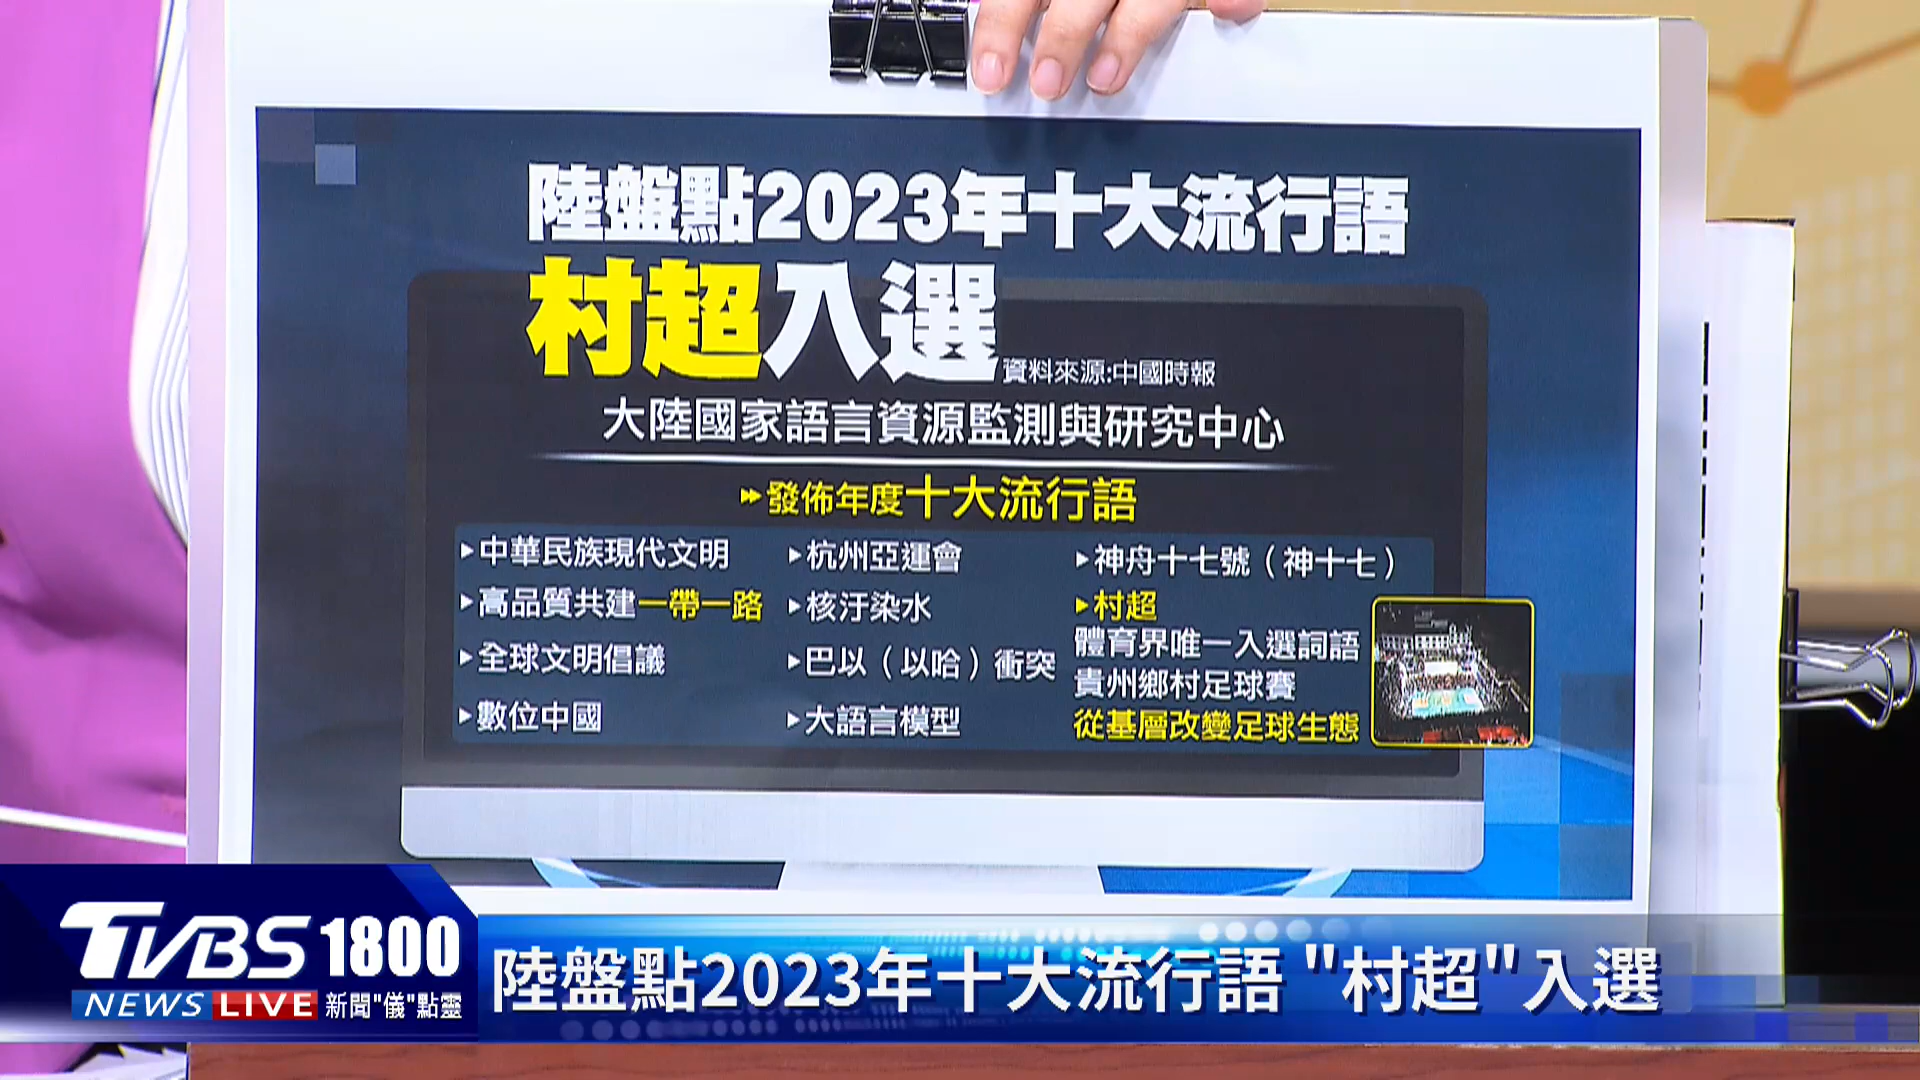 陸盤點2023年十大流行語
村超入選
資料來源:中國時報
大陸國家語言資源監測與研究中心
發佈年度十大流行語
中華民族現代文明
高品質共建一帶一路
全球文明倡議
數位中國
杭州亞運會
核汙染水
巴以（以哈）衝突
大語言模型
神舟十七號（神十七）
村超
體育界唯一入選詞語
貴州鄉村足球賽
從基層改變足球生態
TVBS 1800
NEWS LIVE 新聞"儀"點靈
陸盤點2023年十大流行語 "村超"入選